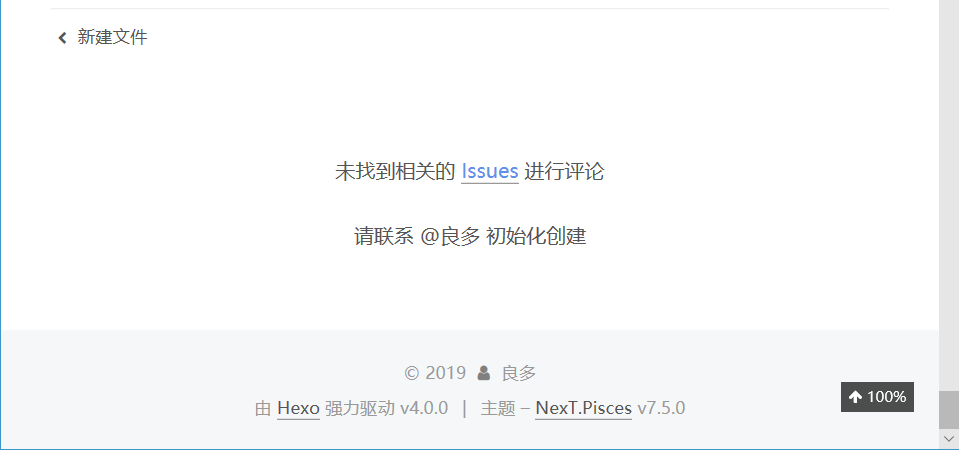 新建文件
未找到相关的 Issues 进行评论
请联系 @良多 初始化创建
© 2019 良多
由 Hexo 强力驱动 v4.0.0 | 主题 – NexT.Pisces v7.5.0
100%